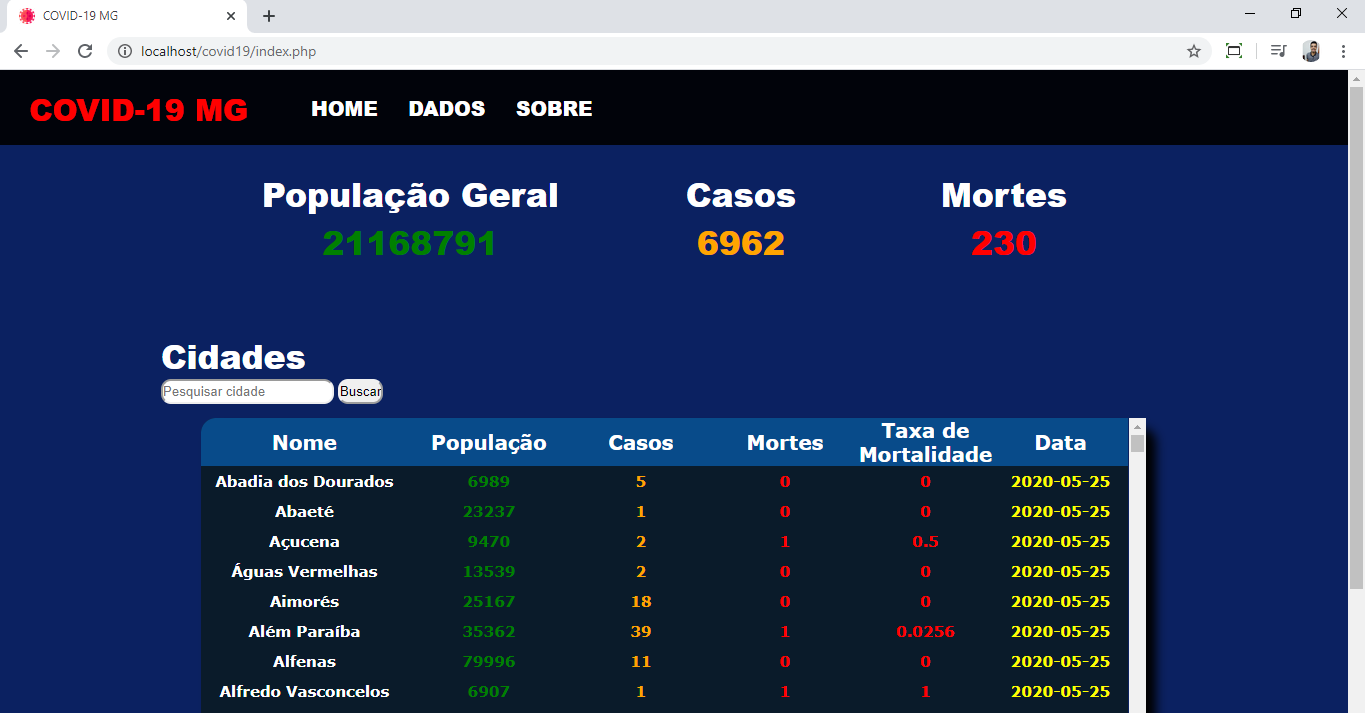 COVID-19 MG
localhost/covid19/index.php
COVID-19 MG HOME DADOS SOBRE
População Geral Casos Mortes
21168791 6962 230
Cidades
Pesquisar cidade Buscar
Nome População Casos Mortes Taxa de Mortalidade Data
Abadia dos Dourados 6989 5 0 0 2020-05-25
Abaeté 23237 1 0 0 2020-05-25
Açucena 9470 2 1 0.5 2020-05-25
Águas Vermelhas 13539 2 0 0 2020-05-25
Aimorés 25167 18 0 0 2020-05-25
Além Paraíba 35362 39 1 0.0256 2020-05-25
Alfenas 79996 11 0 0 2020-05-25
Alfredo Vasconcelos 6907 1 1 1 2020-05-25